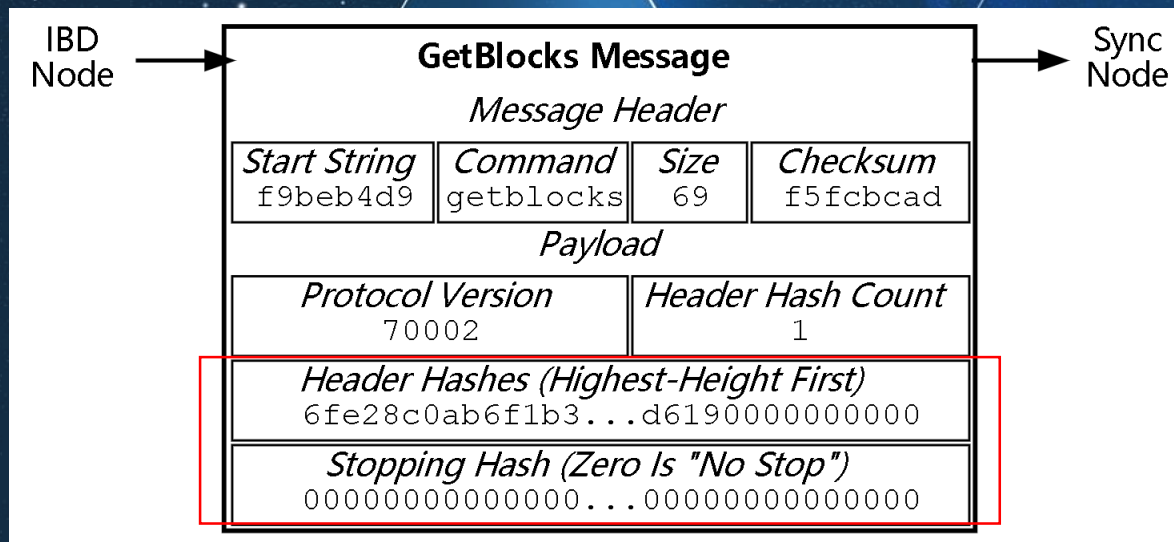 IBD
Node
GetBlocks Message
Sync
Node
Message Header
Start String Command Size Checksum
f9beb4d9 getblocks 69 f5fcbcad
Payload
Protocol Version Header Hash Count
70002 1
Header Hashes (Highest-Height First)
6fe28c0ab6f1b3...d6190000000000
Stopping Hash (Zero Is "No Stop")
00000000000000...00000000000000